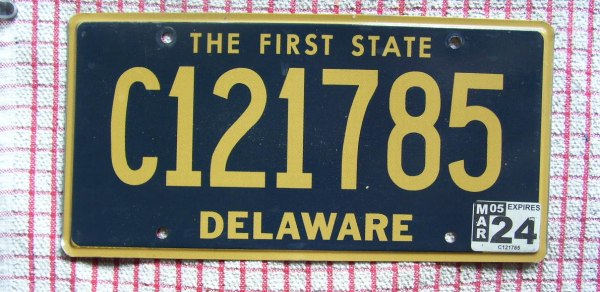 THE FIRST STATE
C121785
DELAWARE
MAR 05 EXPIRES
24
C121785